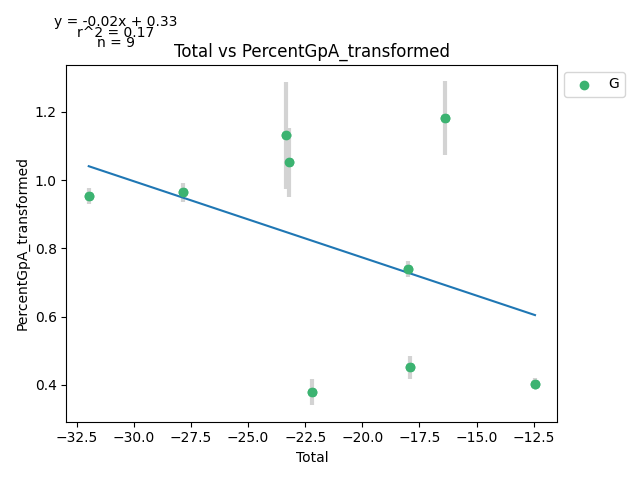 y = -0.02x + 0.33
r^2 = 0.17
n = 9
Total vs PercentGpA_transformed
G
PercentGpA_transformed
1.2
1.0
0.8
0.6
0.4
−32.5 −30.0 −27.5 −25.0 −22.5 −20.0 −17.5 −15.0 −12.5
Total